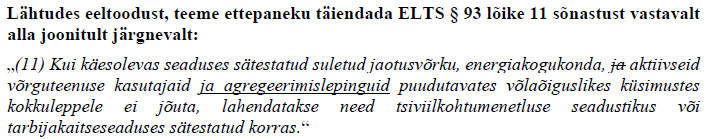 Lähtudes eeltoodust, teeme ettepaneku täiendada ELTS § 93 lõike 11 sõnastust vastavalt
alla joonitult järgnevalt:
„(11) Kui käesolevas seaduses sätestatud suletud jaotusvõrku, energiakogukonda, ja aktiivseid
võrguteenuse kasutajaid ja agregeerimislepinguid puudutavates võlaõiguslikes küsimustes
kokkuleppele ei jõuta, lahendatakse need tsiviilkohtumenetluse seadustikus või
tarbijakaitseseaduses sätestatud korras.“